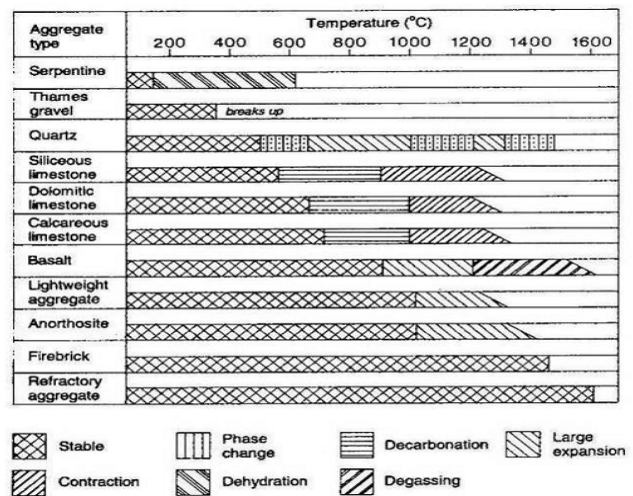 Aggregate type
Temperature (°C)
200 400 600 800 1000 1200 1400 1600
Serpentine
Thames gravel
breaks up
Quartz
Siliceous limestone
Dolomitic limestone
Calcareous limestone
Basalt
Lightweight aggregate
Anorthosite
Firebrick
Refractory aggregate
Stable
Phase change
Decarbonation
Large expansion
Contraction
Dehydration
Degassing